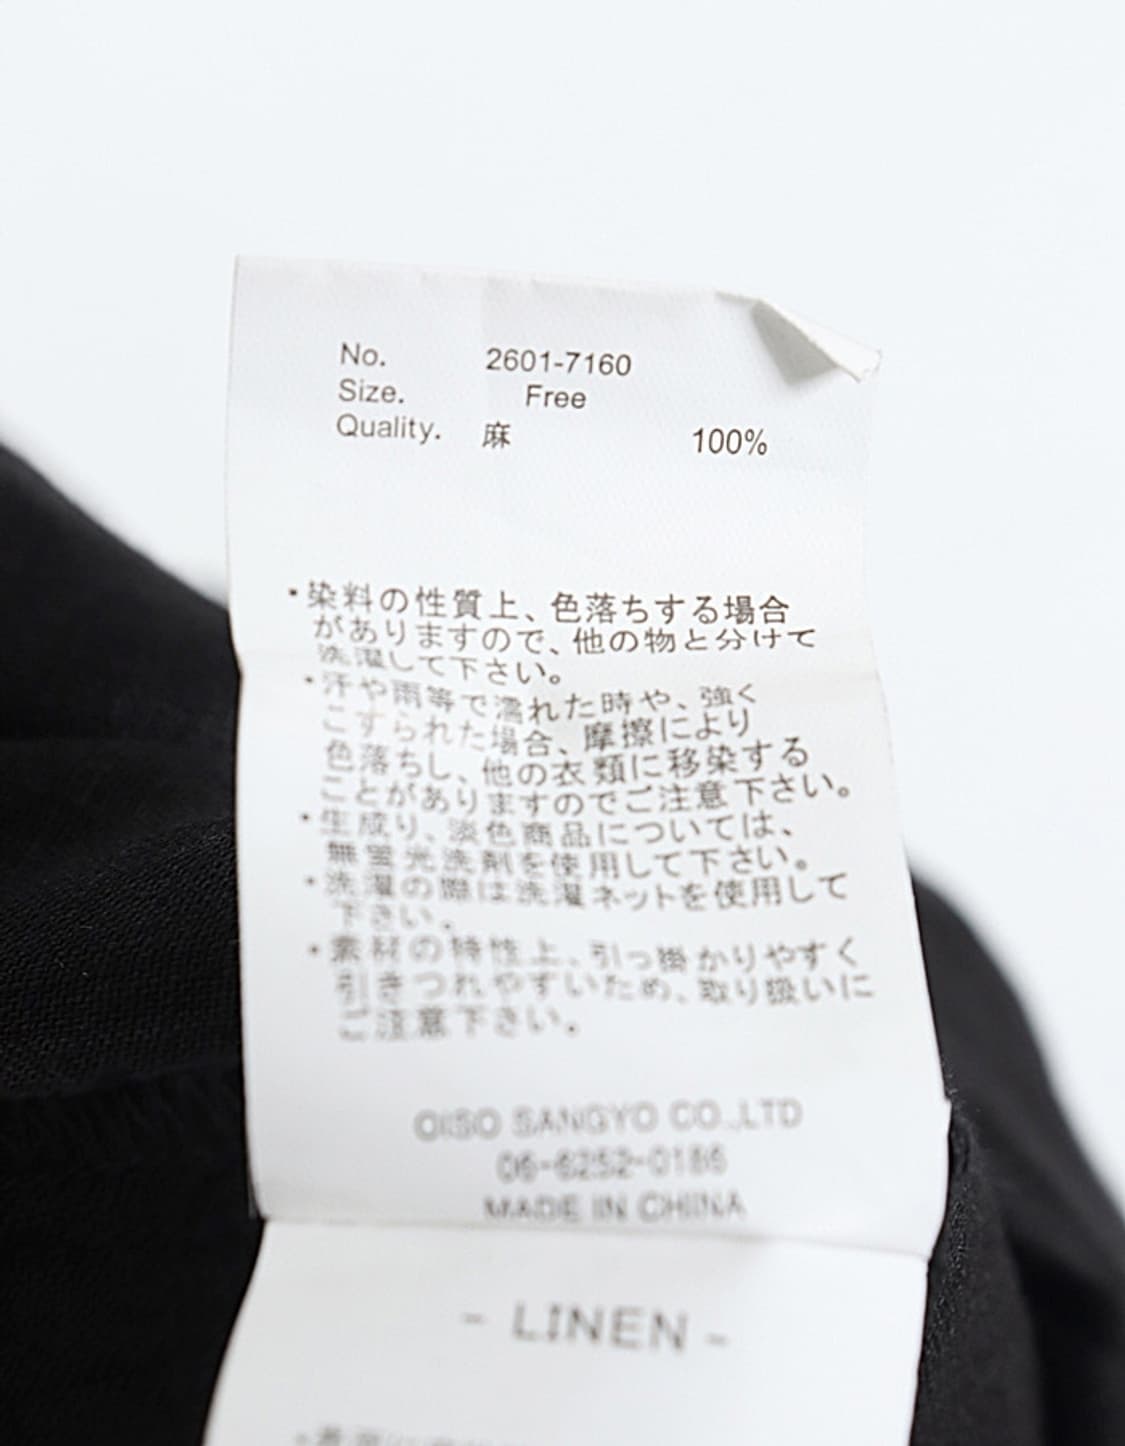 No. 2601-7160
Size. Free
Quality. 麻 100%
・染料の性質上、色落ちする場合
がありますので、他の物と分けて
洗濯して下さい。
・汗や雨等で濡れた時や、強く
こすられた場合、摩擦により
色落ちし、他の衣類に移染する
ことがありますのでご注意下さい。
・生成り、淡色商品については、
無蛍光洗剤を使用して下さい。
・洗濯の際は洗濯ネットを使用して
下さい。
・素材の特性上、引っ掛かりやすく
引きつれやすいため、取り扱いに
ご注意下さい。
OISO SANGYO CO.,LTD
06-6252-0186
MADE IN CHINA
- LINEN -